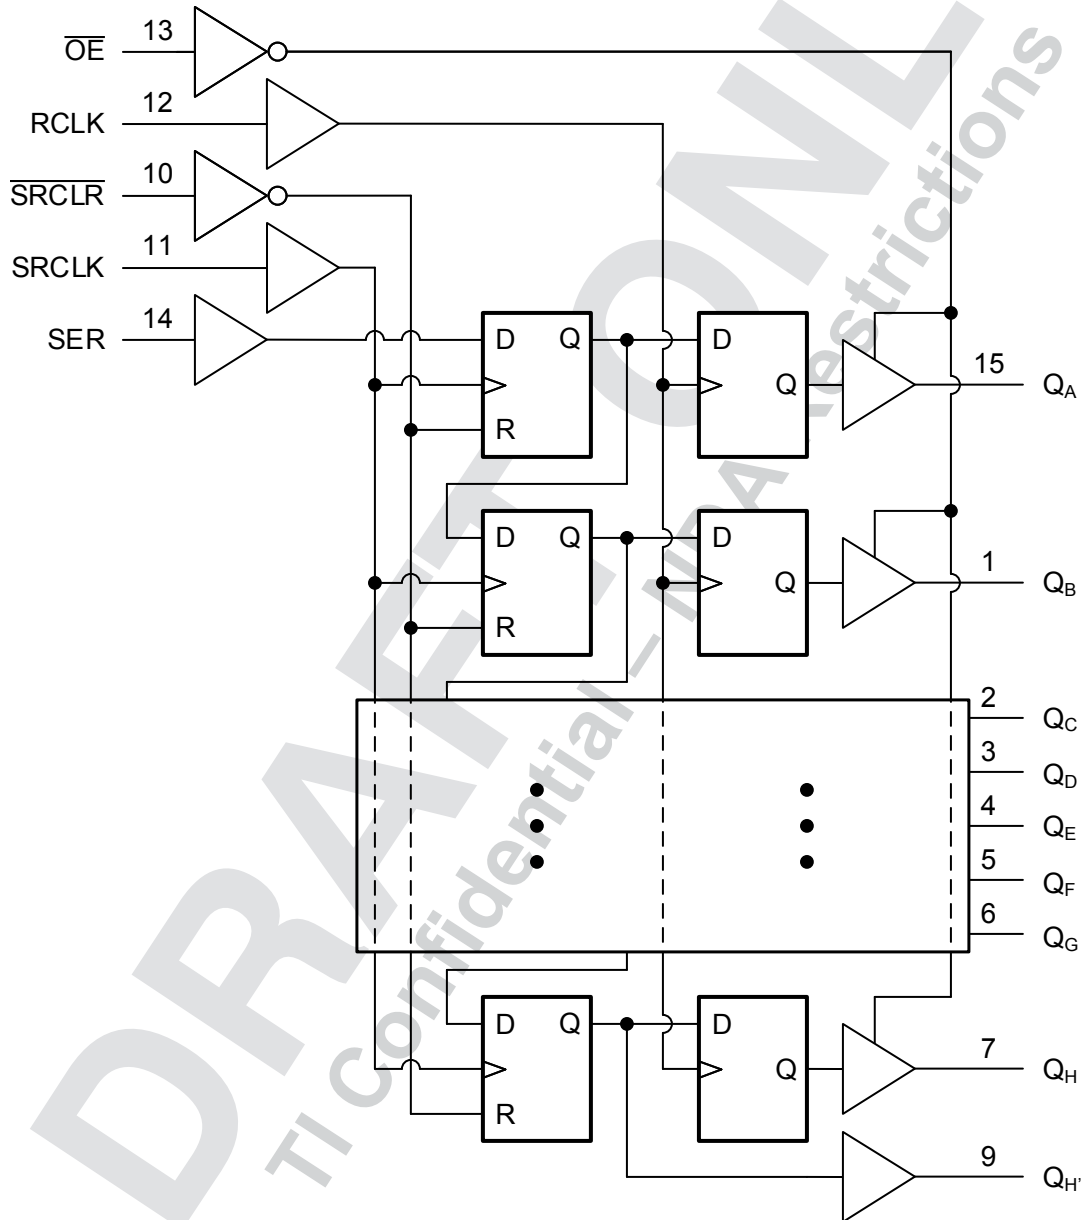 OE 13
RCLK 12
SRCLR 10
SRCLK 11
SER 14
D Q
R
D
Q
15 QA
D Q
R
D
Q
1 QB
2 QC
3 QD
4 QE
5 QF
6 QG
D Q
R
D
Q
7 QH
9 QH'
DRAFT ONL
TI Confidential – NDA Restrictions